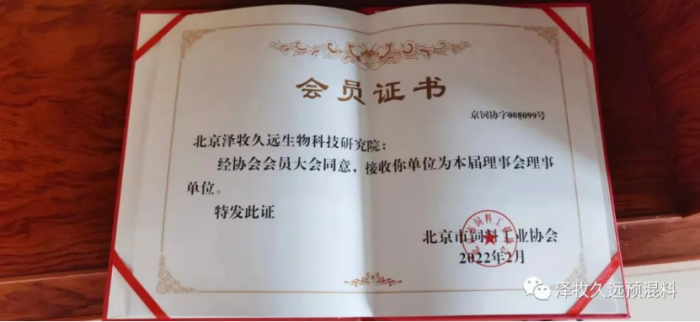 会员证书
京饲协字008099号
北京泽牧久远生物科技研究院：
经协会会员大会同意，接收你单位为本届理事会理事
单位。
特发此证
北京市饲料工业协会
2022年2月
泽牧久远预混料